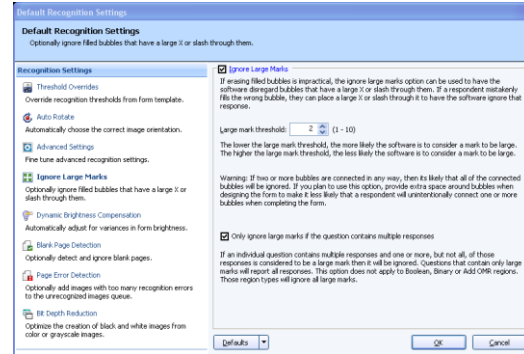 Default Recognition Settings
Default Recognition Settings
Optionally ignore filled bubbles that have a large X or slash through them.
Recognition Settings
Threshold Overrides
Override recognition thresholds from form template.
Auto Rotate
Automatically choose the correct image orientation.
Advanced Settings
Fine tune advanced recognition settings.
Ignore Large Marks
Optionally ignore filled bubbles that have a large X or
slash through them.
Dynamic Brightness Compensation
Automatically adjust for variances in form brightness.
Blank Page Detection
Optionally detect and ignore blank pages.
Page Error Detection
Optionally add images with too many recognition errors
to the unrecognized images queue.
Bit Depth Reduction
Optimize the creation of black and white images from
color or grayscale images.
Ignore Large Marks
If erasing filled bubbles is impractical, the ignore large marks option can be used to have the
software disregard bubbles that have a large X or slash through them. If a respondent mistakenly
fills the wrong bubble, they can place a large X or slash through it to have the software ignore that
response.
Large mark threshold: 2 (1 - 10)
The lower the large mark threshold, the more likely the software is to consider a mark to be large.
The higher the large mark threshold, the less likely the software is to consider a mark to be large.
Warning: If two or more bubbles are connected in any way, then its likely that all of the connected
bubbles will be ignored. If you plan to use this option, provide extra space around bubbles when
designing the form to make it less likely that a respondent will unintentionally connect one or more
bubbles when completing the form.
Only ignore large marks if the question contains multiple responses
If an individual question contains multiple responses and one or more, but not all, of those
responses is considered to be a large mark then it will be ignored. Questions that contain only large
marks will report all responses. This option does not apply to Boolean, Binary or Add OMR regions.
Those region types will ignore all large marks.
Defaults
OK
Cancel